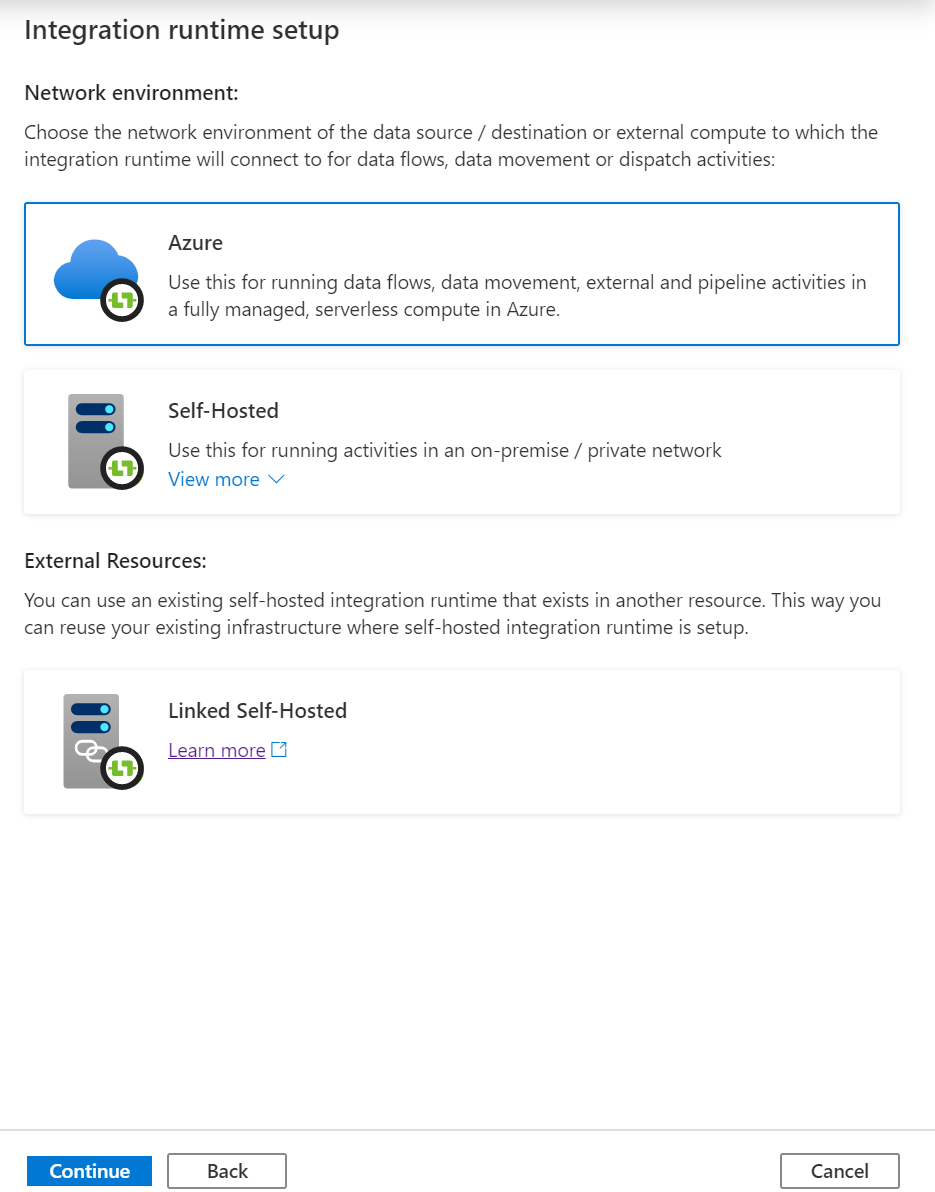 Integration runtime setup
Network environment:
Choose the network environment of the data source / destination or external compute to which the
integration runtime will connect to for data flows, data movement or dispatch activities:
Azure
Use this for running data flows, data movement, external and pipeline activities in
a fully managed, serverless compute in Azure.
Self-Hosted
Use this for running activities in an on-premise / private network
View more
External Resources:
You can use an existing self-hosted integration runtime that exists in another resource. This way you
can reuse your existing infrastructure where self-hosted integration runtime is setup.
Linked Self-Hosted
Learn more
Continue
Back
Cancel